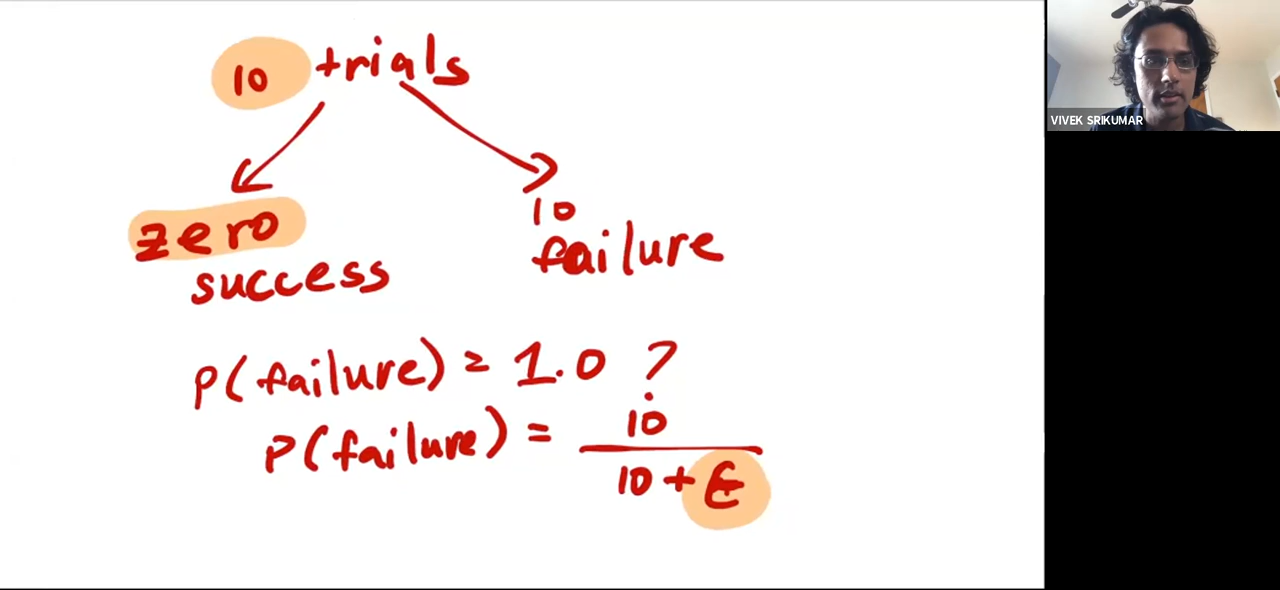 10 trials
VIVEK SRIKUMAR
zero
success
10
failure
P(failure) = 1.0 ?
P(failure) = 10
10 + ϵ